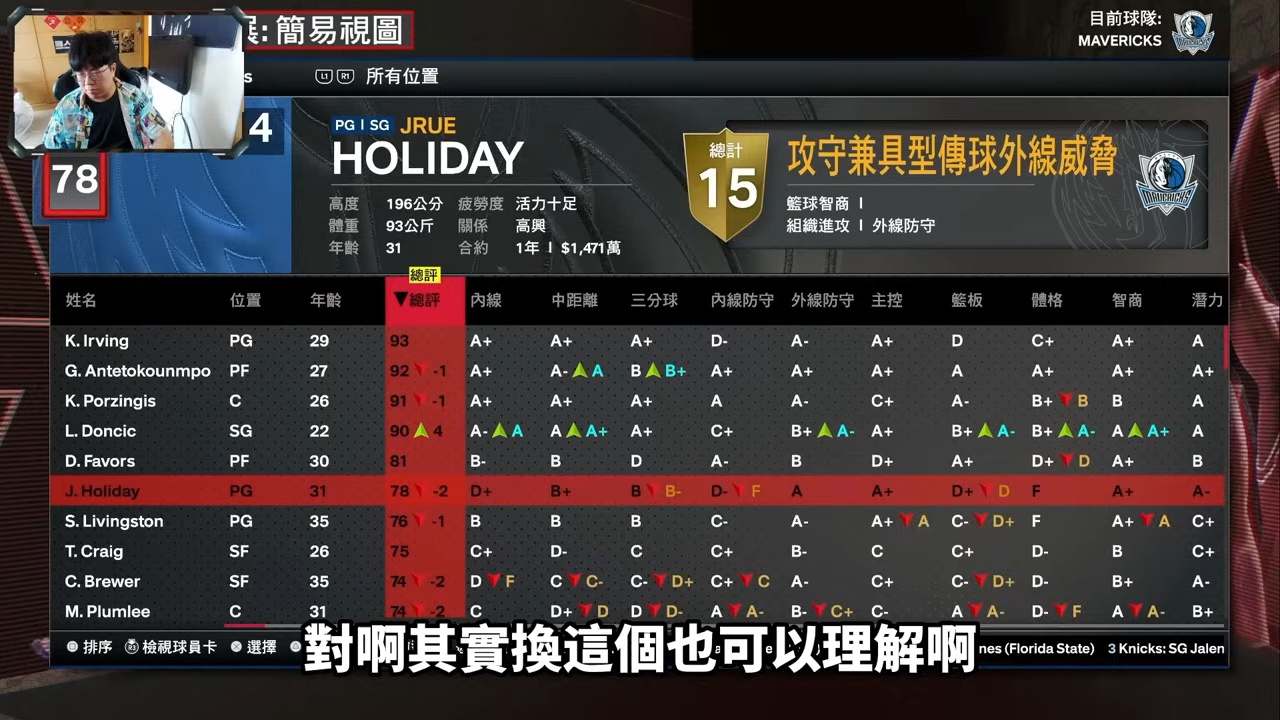 展: 簡易視圖
目前球隊:
MAVERICKS
s
L1 R1 所有位置
4
78
PG | SG JRUE
HOLIDAY
高度 196公分 疲勞度 活力十足
體重 93公斤 關係 高興
年齡 31 合約 1年 | $1,471萬
總計
15
攻守兼具型傳球外線威脅
籃球智商 |
組織進攻 | 外線防守
MAVERICKS
總評
姓名 位置 年齡 ▼總評 內線 中距離 三分球 內線防守 外線防守 主控 籃板 體格 智商 潛力
K. Irving PG 29 93 A+ A+ A+ D- A- A+ D C+ A+ A
G. Antetokounmpo PF 27 92 -1 A+ A- A B B+ A+ A+ A+ A A+ A+ A+
K. Porzingis C 26 91 -1 A+ A+ A+ A A- C+ A- B+ B B A
L. Doncic SG 22 90 4 A- A A A+ A+ C+ B+ A- A+ B+ A- B+ A- A A+ A
D. Favors PF 30 81 B- B D A- B D+ A+ D+ D A+ B
J. Holiday PG 31 78 -2 D+ B+ B B- D- F A A+ D+ D F A+ A-
S. Livingston PG 35 76 -1 B B B C- A- A+ A C- D+ F A+ A C+
T. Craig SF 26 75 C+ D- C C+ B- C C+ D- B C+
C. Brewer SF 35 74 -2 D F C C- C- D+ C+ C A- C+ C- D+ D- B+ A-
M. Plumlee C 31 74 -2 C D+ D D D- A A- B- C+ C- A A- D- F A A- B+
排序 檢視球員卡 選擇
nes (Florida State) 3 Knicks: SG Jalen
對啊其實換這個也可以理解啊